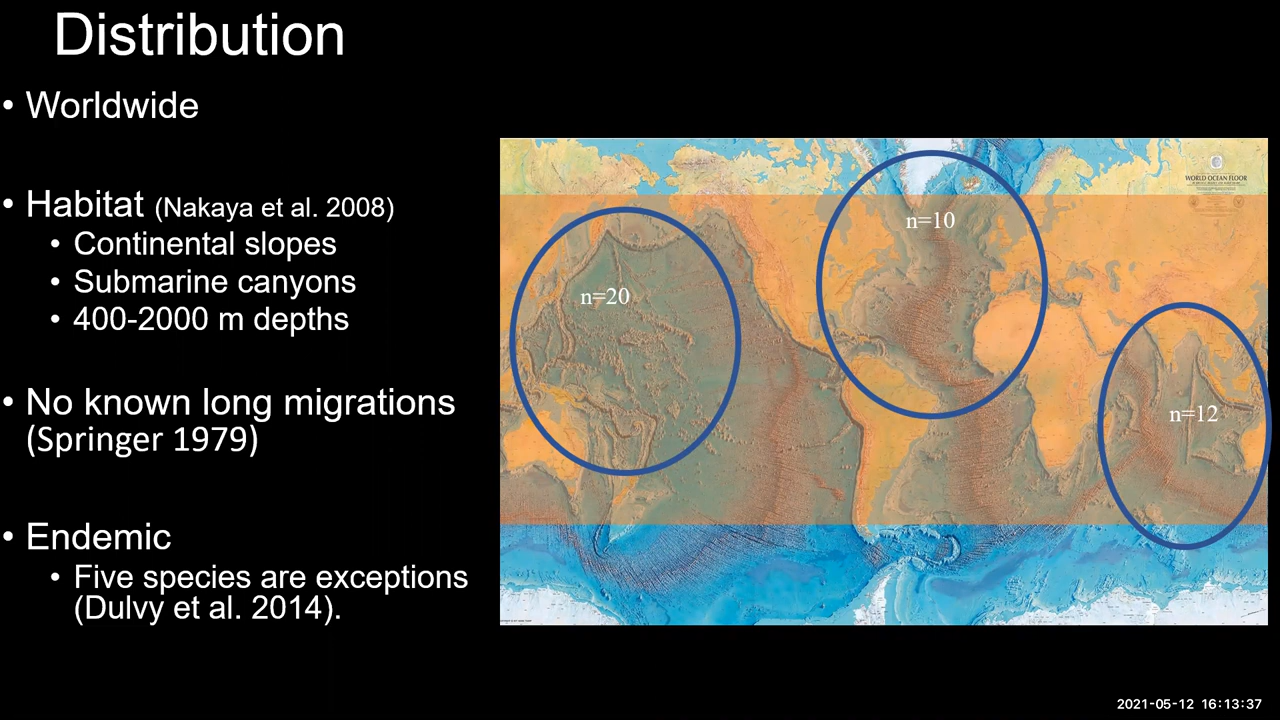 Distribution
• Worldwide
• Habitat (Nakaya et al. 2008)
• Continental slopes
• Submarine canyons
• 400-2000 m depths
• No known long migrations
(Springer 1979)
• Endemic
• Five species are exceptions
(Dulvy et al. 2014).
WORLD OCEAN FLOOR
n=10
n=20
n=12
2021-05-12 16:13:37